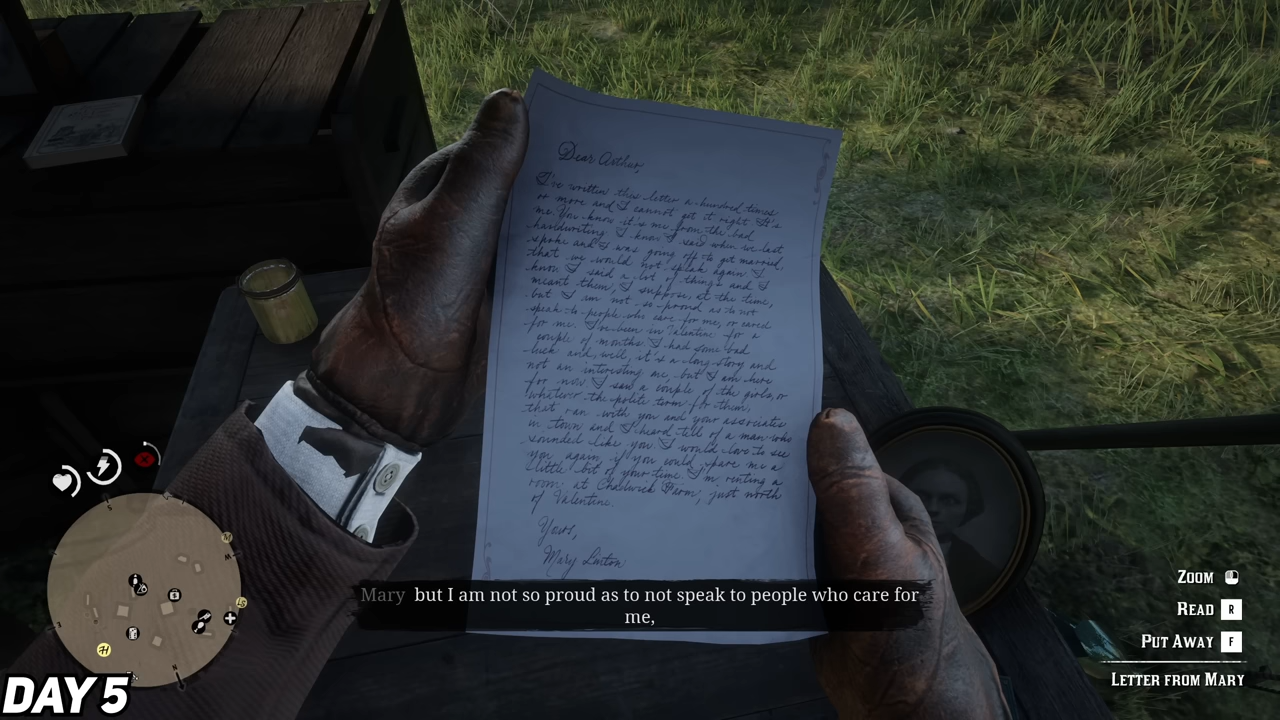 Dear Arthur,
I've written this letter a hundred times
or more and I cannot get it right. It's
me. You know it's me from the bad
handwriting. I know I said when we last
spoke and I was going off to get married,
that we would not speak again. I
know I said a lot of things and I
meant them, I suppose, at the time,
but I am not so proud as to not
speak to people who care for me, or cared
for me. I've been in Valentine for a
couple of months. I had some bad
luck and, well, it's a long story and
not an interesting one, but I am here
for now. I saw a couple of the girls, or
whatever the polite term for them,
that ran with you and your associates
in town and I heard tell of a man who
sounded like you. I would love to see
you again if you could spare me a
little bit of your time. I'm renting a
room at Chadwick Farm, just north
of Valentine.
Yours,
Mary Linton
Mary but I am not so proud as to not speak to people who care for
me,
ZOOM
READ R
PUT AWAY F
LETTER FROM MARY
DAY 5